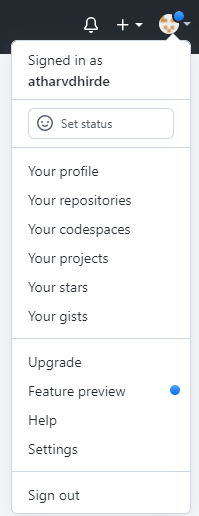 Signed in as
atharvdhirde
Set status
Your profile
Your repositories
Your codespaces
Your projects
Your stars
Your gists
Upgrade
Feature preview
Help
Settings
Sign out